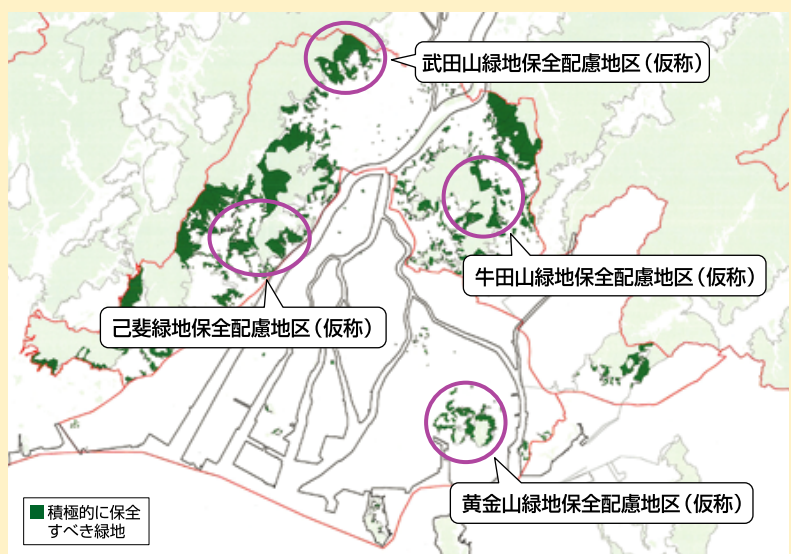 武田山緑地保全配慮地区（仮称）
牛田山緑地保全配慮地区（仮称）
己斐緑地保全配慮地区（仮称）
黄金山緑地保全配慮地区（仮称）
積極的に保全
すべき緑地